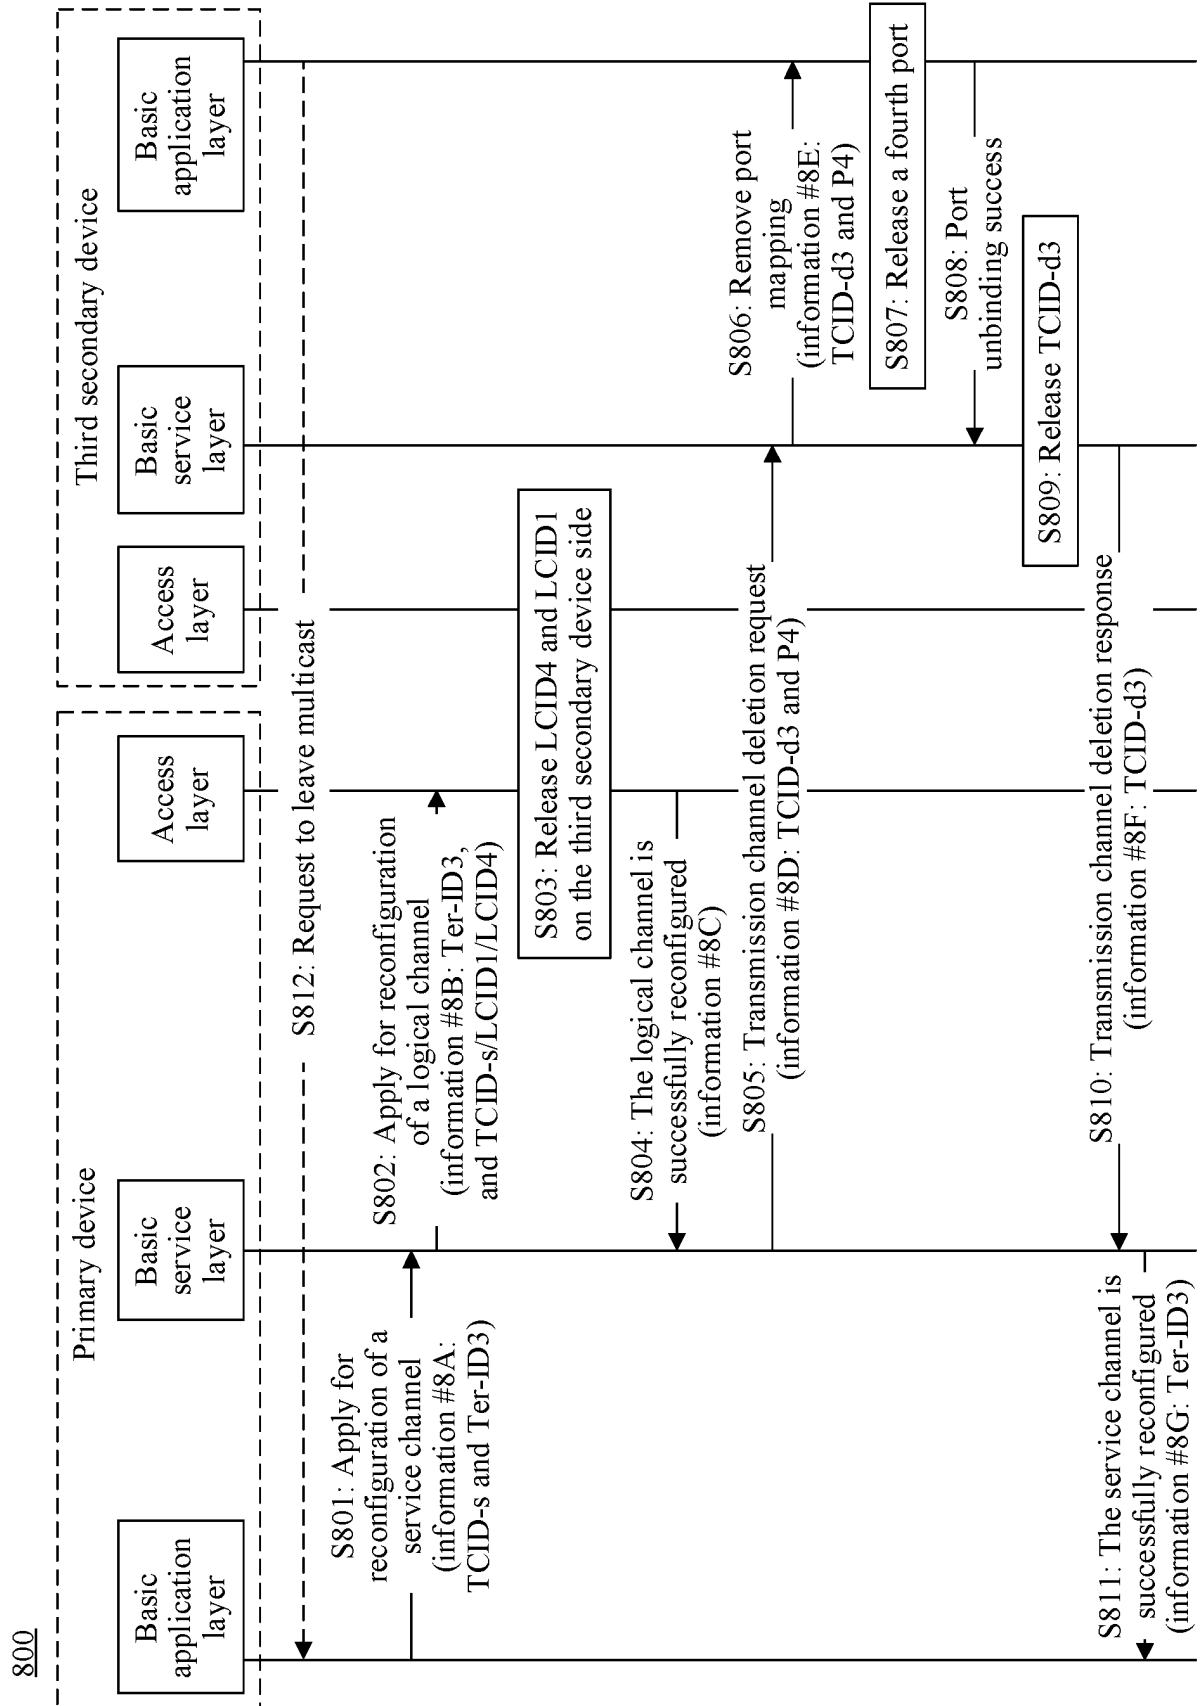 800
Primary device
Third secondary device
Basic
application
layer
Basic
service
layer
Access
layer
Access
layer
Basic
service
layer
Basic
application
layer
S812: Request to leave multicast
S801: Apply for
reconfiguration of a
service channel
(information #8A:
TCID-s and Ter-ID3)
S802: Apply for reconfiguration
of a logical channel
(information #8B: Ter-ID3,
and TCID-s/LCID1/LCID4)
S803: Release LCID4 and LCID1
on the third secondary device side
S804: The logical channel is
successfully reconfigured
(information #8C)
S805: Transmission channel deletion request
(information #8D: TCID-d3 and P4)
S806: Remove port
mapping
(information #8E:
TCID-d3 and P4)
S807: Release a fourth port
S808: Port
unbinding success
S809: Release TCID-d3
S810: Transmission channel deletion response
(information #8F: TCID-d3)
S811: The service channel is
successfully reconfigured
(information #8G: Ter-ID3)